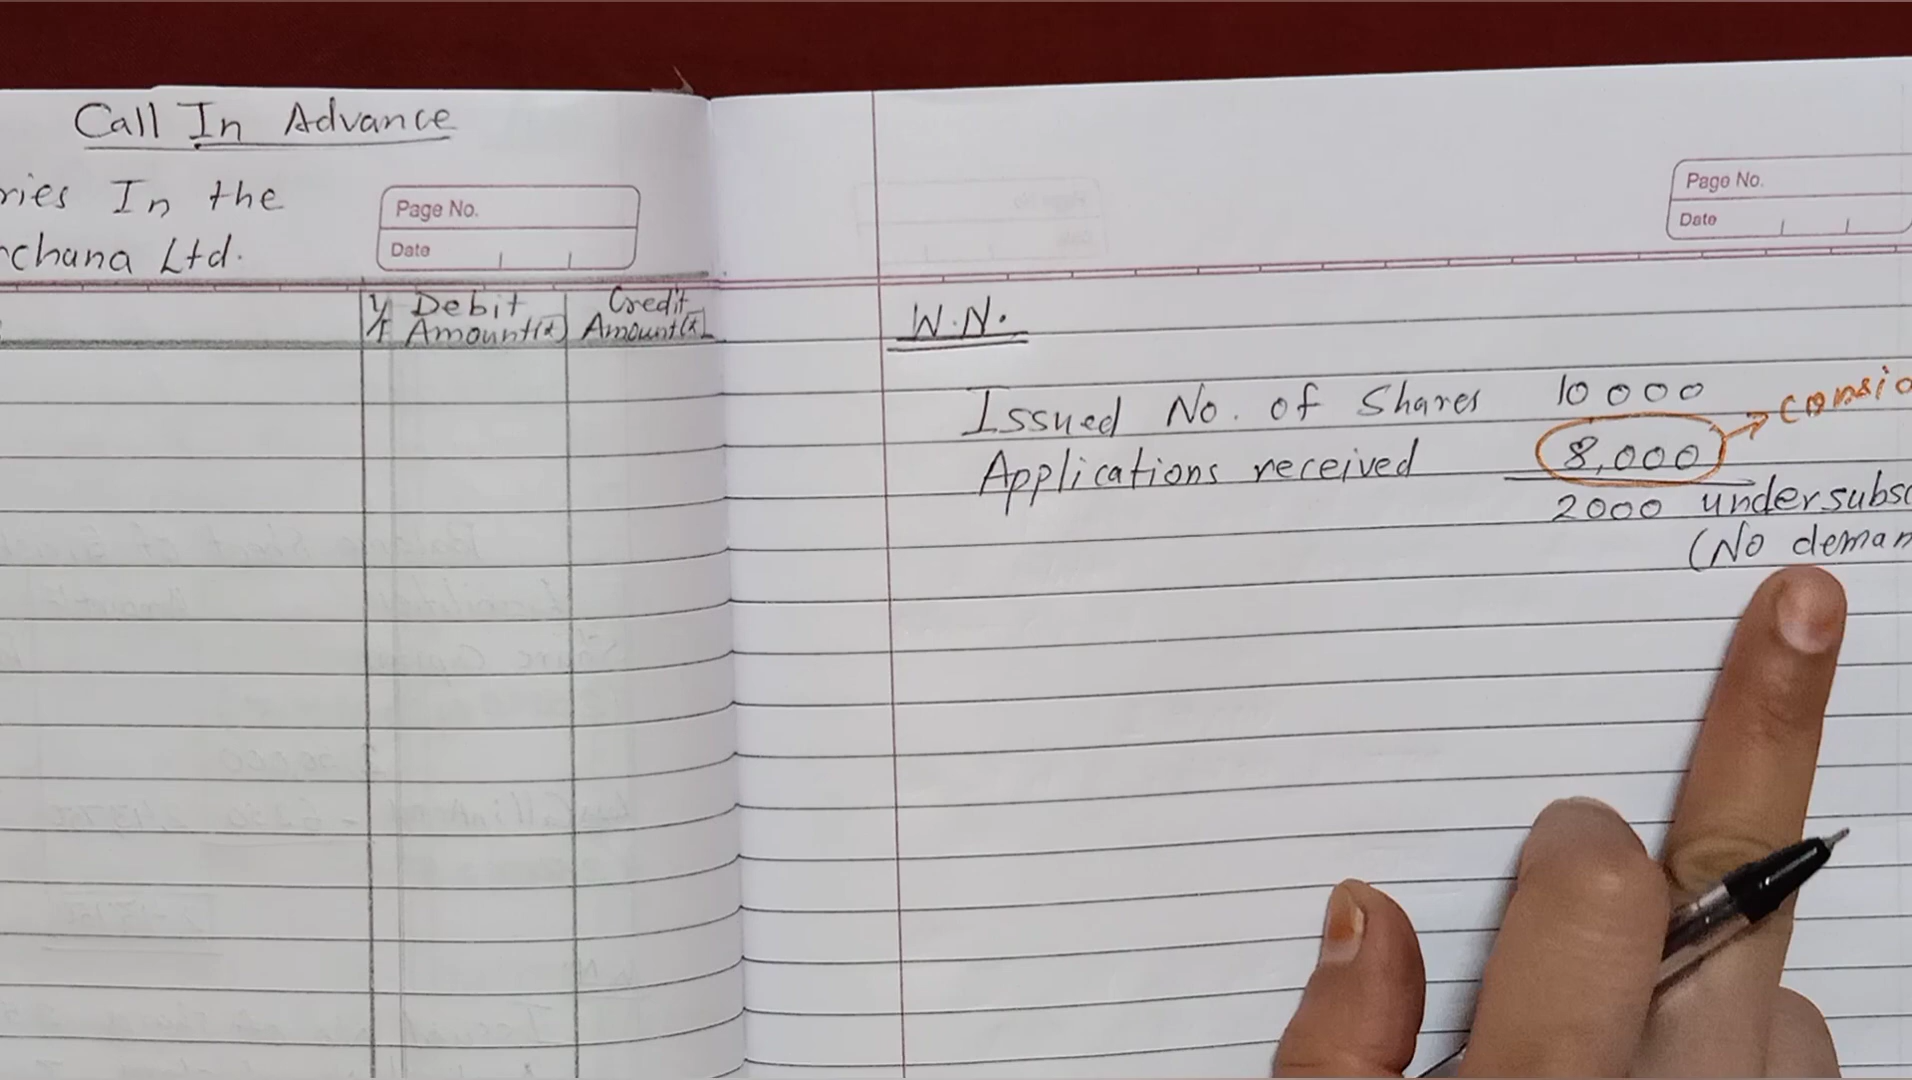 Call In Advance
ries In the
chana Ltd.
Page No.
Date
Debit Amount(₹)
Credit Amount(₹)
Page No.
Date
W.N.
Issued No. of Shares 10000
Applications received 8,000 → consid
2000 undersubsc
(No deman